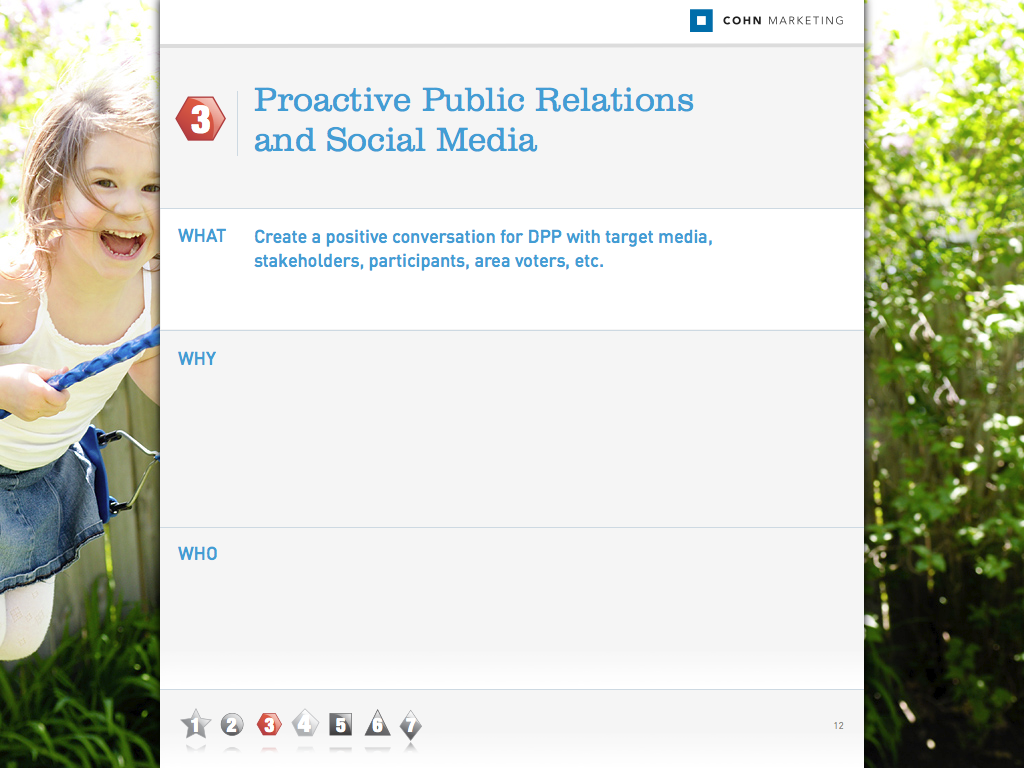 COHN MARKETING
3
Proactive Public Relations
and Social Media
WHAT
Create a positive conversation for DPP with target media,
stakeholders, participants, area voters, etc.
WHY
WHO
1 2 3 4 5 6 7
12